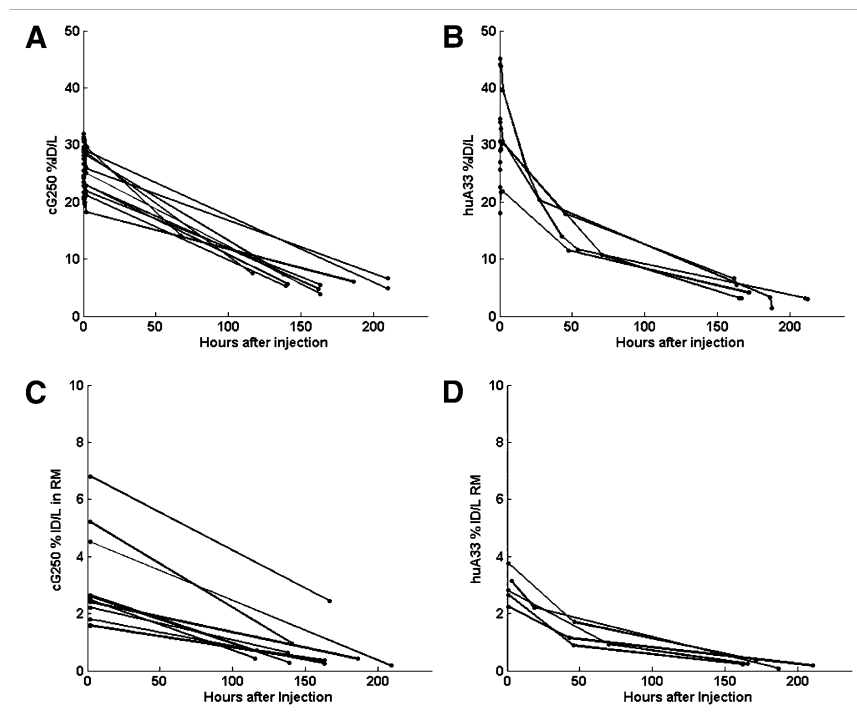 A
50
40
30
20
10
0
cG250 %ID/L
0 50 100 150 200
Hours after injection
B
50
40
30
20
10
0
huA33 %ID/L
0 50 100 150 200
Hours after injection
C
10
8
6
4
2
0
cG250 % ID/L in RM
0 50 100 150 200
Hours after Injection
D
10
8
6
4
2
0
huA33 % ID/L RM
0 50 100 150 200
Hours after Injection